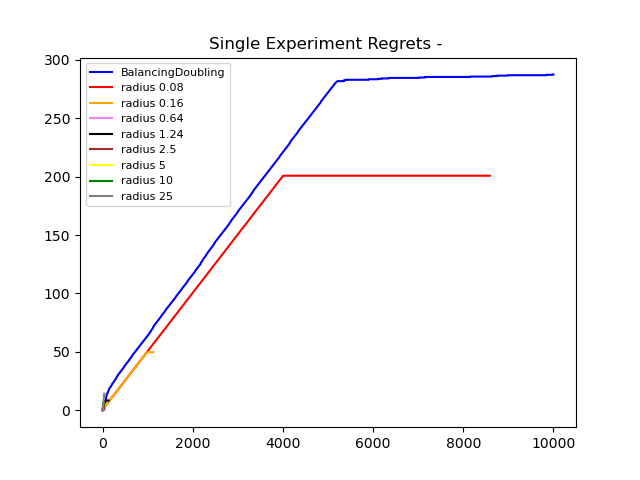 Single Experiment Regrets -
300
250
200
150
100
50
0
BalancingDoubling
radius 0.08
radius 0.16
radius 0.64
radius 1.24
radius 2.5
radius 5
radius 10
radius 25
0 2000 4000 6000 8000 10000